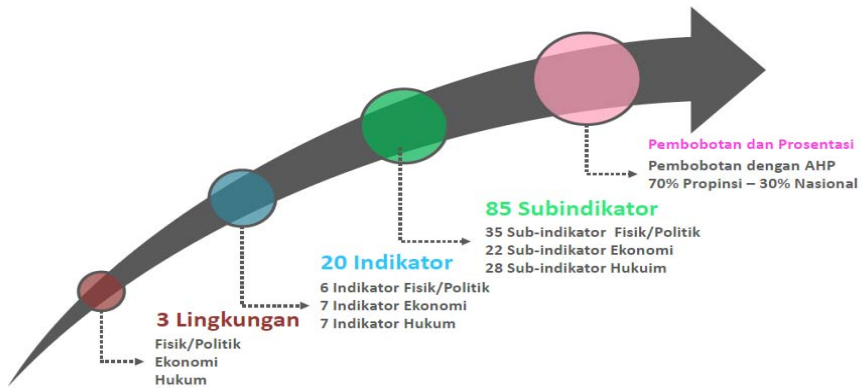 3 Lingkungan
Fisik/Politik
Ekonomi
Hukum
20 Indikator
6 Indikator Fisik/Politik
7 Indikator Ekonomi
7 Indikator Hukum
85 Subindikator
35 Sub-indikator Fisik/Politik
22 Sub-indikator Ekonomi
28 Sub-indikator Hukuim
Pembobotan dan Prosentasi
Pembobotan dengan AHP
70% Propinsi – 30% Nasional